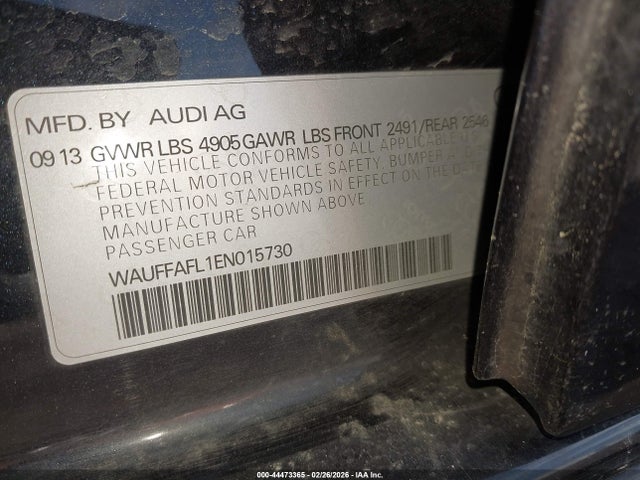 MFD. BY AUDI AG
09 13 GVWR LBS 4905 GAWR LBS FRONT 2491/REAR 2546
THIS VEHICLE CONFORMS TO ALL APPLICABLE
FEDERAL MOTOR VEHICLE SAFETY, BUMPER
PREVENTION STANDARDS IN EFFECT ON THE DATE
MANUFACTURE SHOWN ABOVE
PASSENGER CAR
WAUFFAFL1EN015730
000-44473365 - 02/26/2026 - IAA Inc.